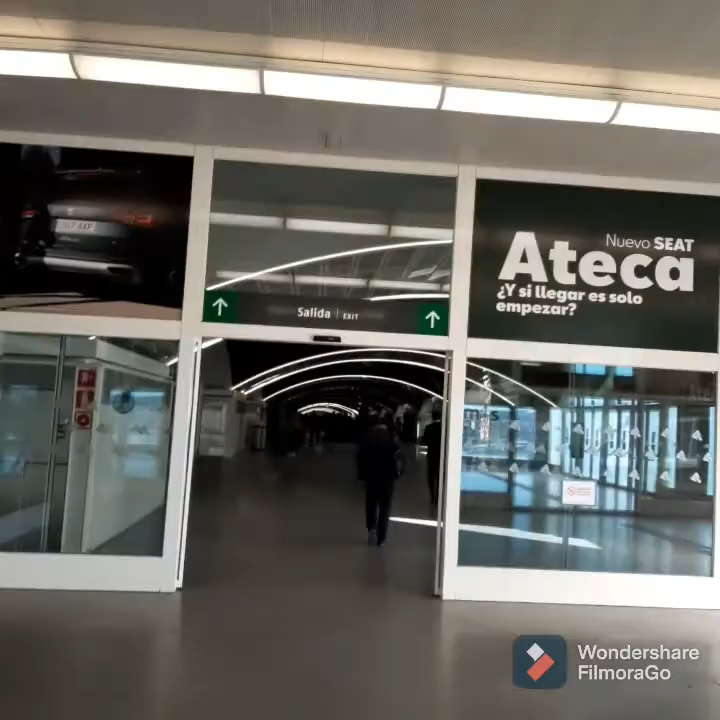 Nuevo SEAT
Ateca
¿Y si llegar es solo
empezar?
Salida | EXIT
Wondershare
FilmoraGo